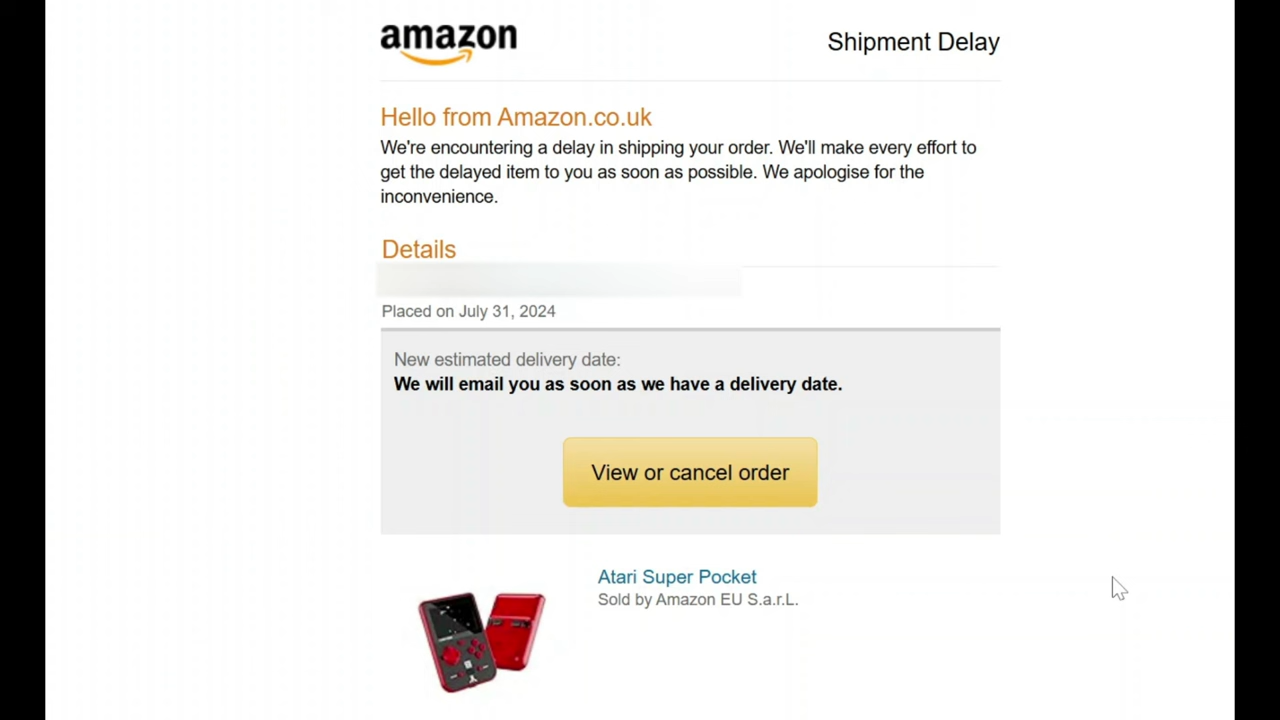 amazon
Shipment Delay
Hello from Amazon.co.uk
We're encountering a delay in shipping your order. We'll make every effort to
get the delayed item to you as soon as possible. We apologise for the
inconvenience.
Details
Placed on July 31, 2024
New estimated delivery date:
We will email you as soon as we have a delivery date.
View or cancel order
Atari Super Pocket
Sold by Amazon EU S.a.r.L.